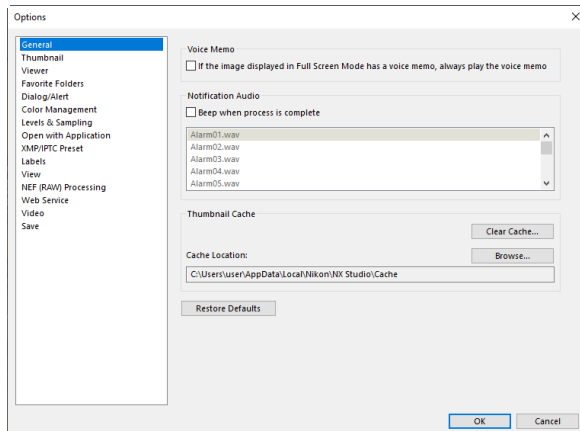 Options
General
Thumbnail
Viewer
Favorite Folders
Dialog/Alert
Color Management
Levels & Sampling
Open with Application
XMP/IPTC Preset
Labels
View
NEF (RAW) Processing
Web Service
Video
Save
Voice Memo
If the image displayed in Full Screen Mode has a voice memo, always play the voice memo
Notification Audio
Beep when process is complete
Alarm01.wav
Alarm02.wav
Alarm03.wav
Alarm04.wav
Alarm05.wav
Thumbnail Cache
Clear Cache...
Cache Location:
Browse...
C:\Users\user\AppData\Local\Nikon\NX Studio\Cache
Restore Defaults
OK
Cancel